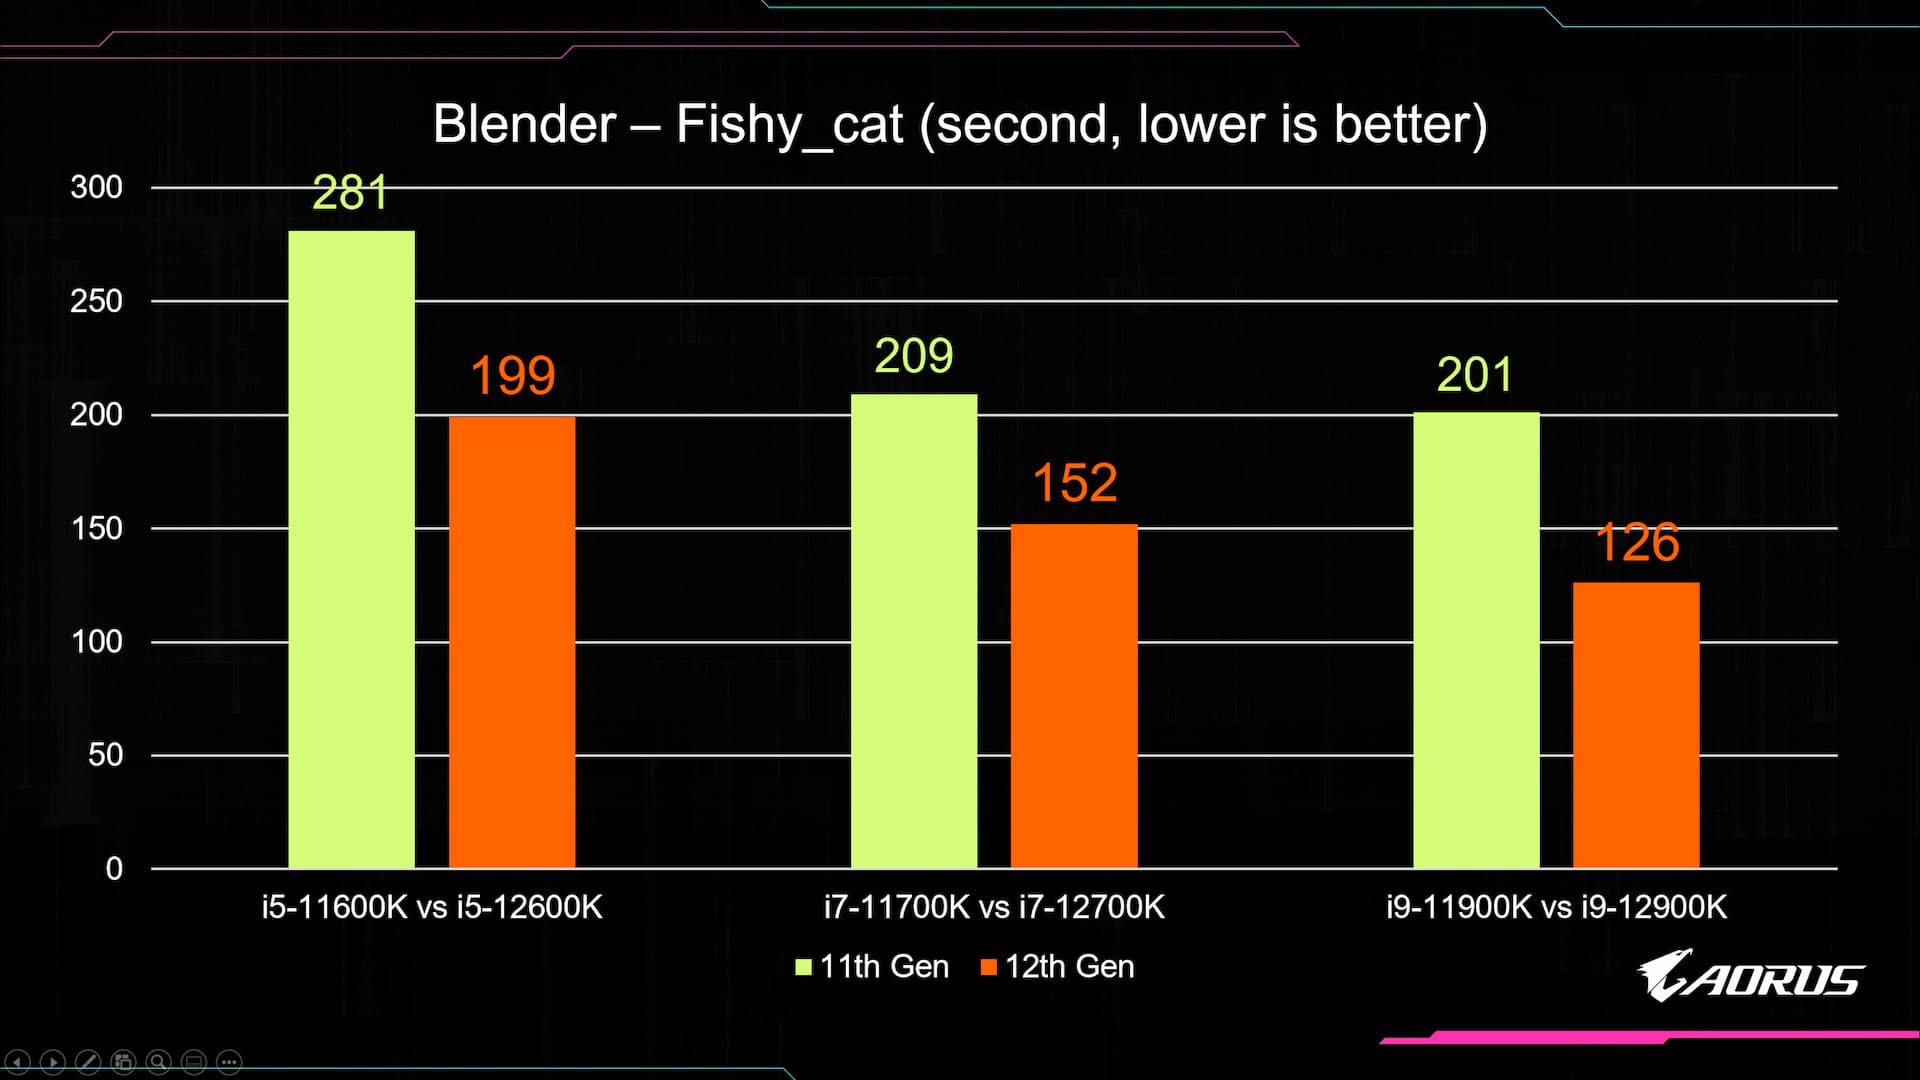 Blender – Fishy_cat (second, lower is better)
300
250
200
150
100
50
0
281
199
209
152
201
126
i5-11600K vs i5-12600K
i7-11700K vs i7-12700K
i9-11900K vs i9-12900K
11th Gen
12th Gen
AORUS